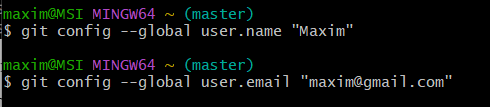 maxim@MSI MINGW64 ~ (master)
$ git config --global user.name "Maxim"
maxim@MSI MINGW64 ~ (master)
$ git config --global user.email "maxim@gmail.com"